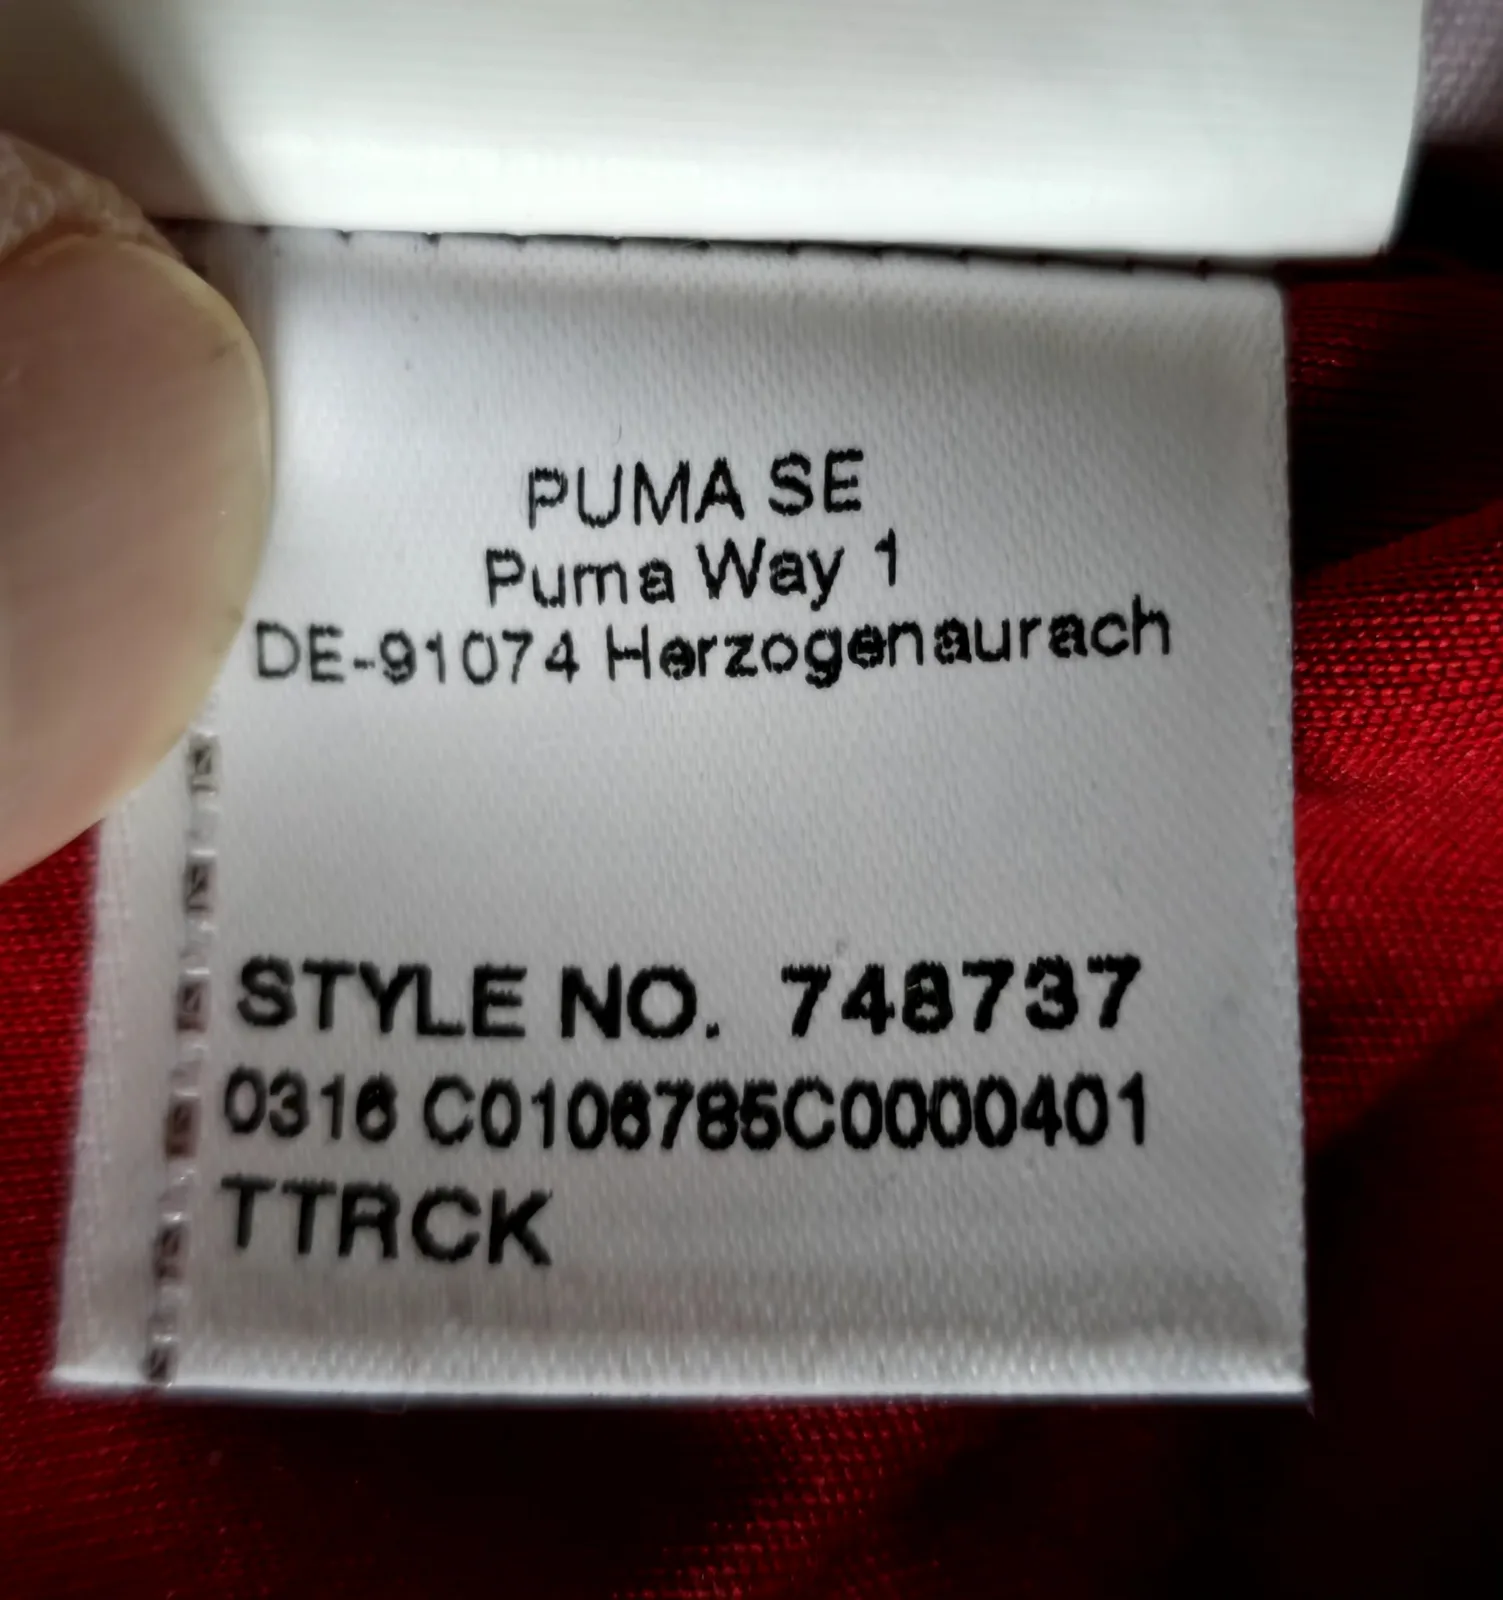 PUMA SE
Puma Way 1
DE-91074 Herzogenaurach
STYLE NO. 748737
0316 C0106785C0000401
TTRCK